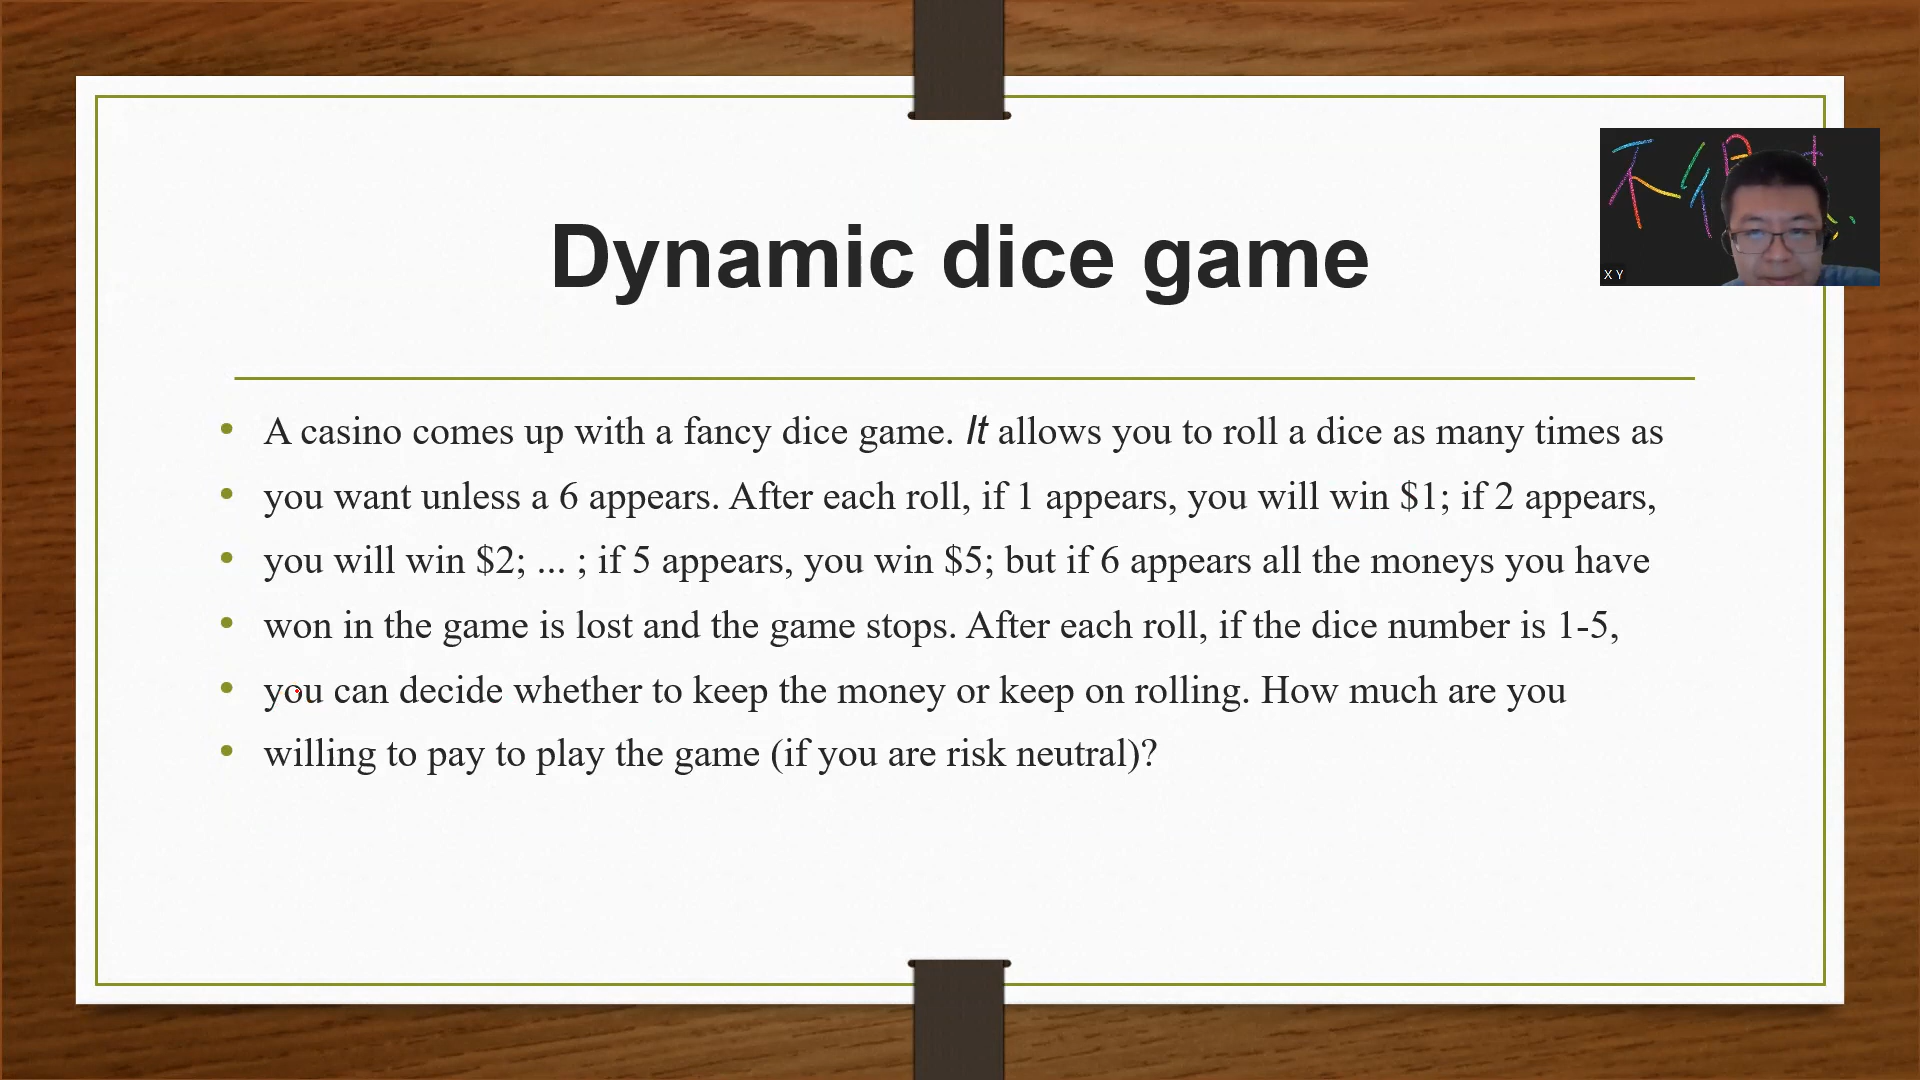 Dynamic dice game
• A casino comes up with a fancy dice game. It allows you to roll a dice as many times as
• you want unless a 6 appears. After each roll, if 1 appears, you will win $1; if 2 appears,
• you will win $2; ... ; if 5 appears, you win $5; but if 6 appears all the moneys you have
• won in the game is lost and the game stops. After each roll, if the dice number is 1-5,
• you can decide whether to keep the money or keep on rolling. How much are you
• willing to pay to play the game (if you are risk neutral)?
X Y